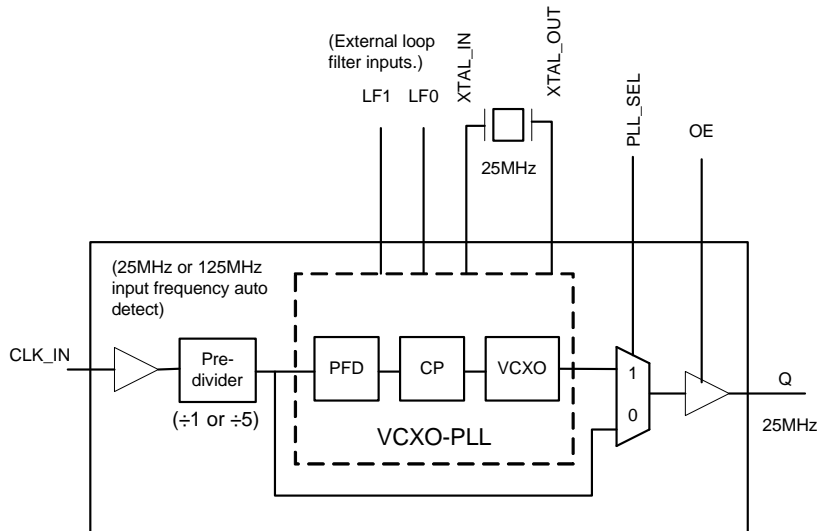 (External loop
filter inputs.)
LF1
LF0
XTAL_IN
XTAL_OUT
25MHz
PLL_SEL
OE
(25MHz or 125MHz
input frequency auto
detect)
CLK_IN
Pre-
divider
(÷1 or ÷5)
PFD
CP
VCXO
VCXO-PLL
1
0
Q
25MHz